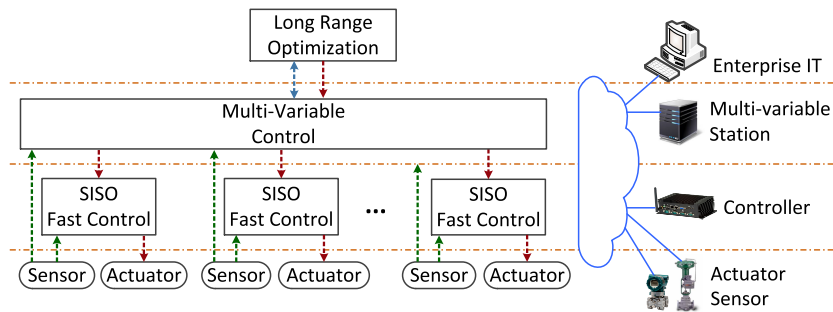 Long Range
Optimization
Enterprise IT
Multi-Variable
Control
Multi-variable
Station
SISO
Fast Control
SISO
Fast Control
...
SISO
Fast Control
Controller
Sensor
Actuator
Sensor
Actuator
Sensor
Actuator
Actuator
Sensor